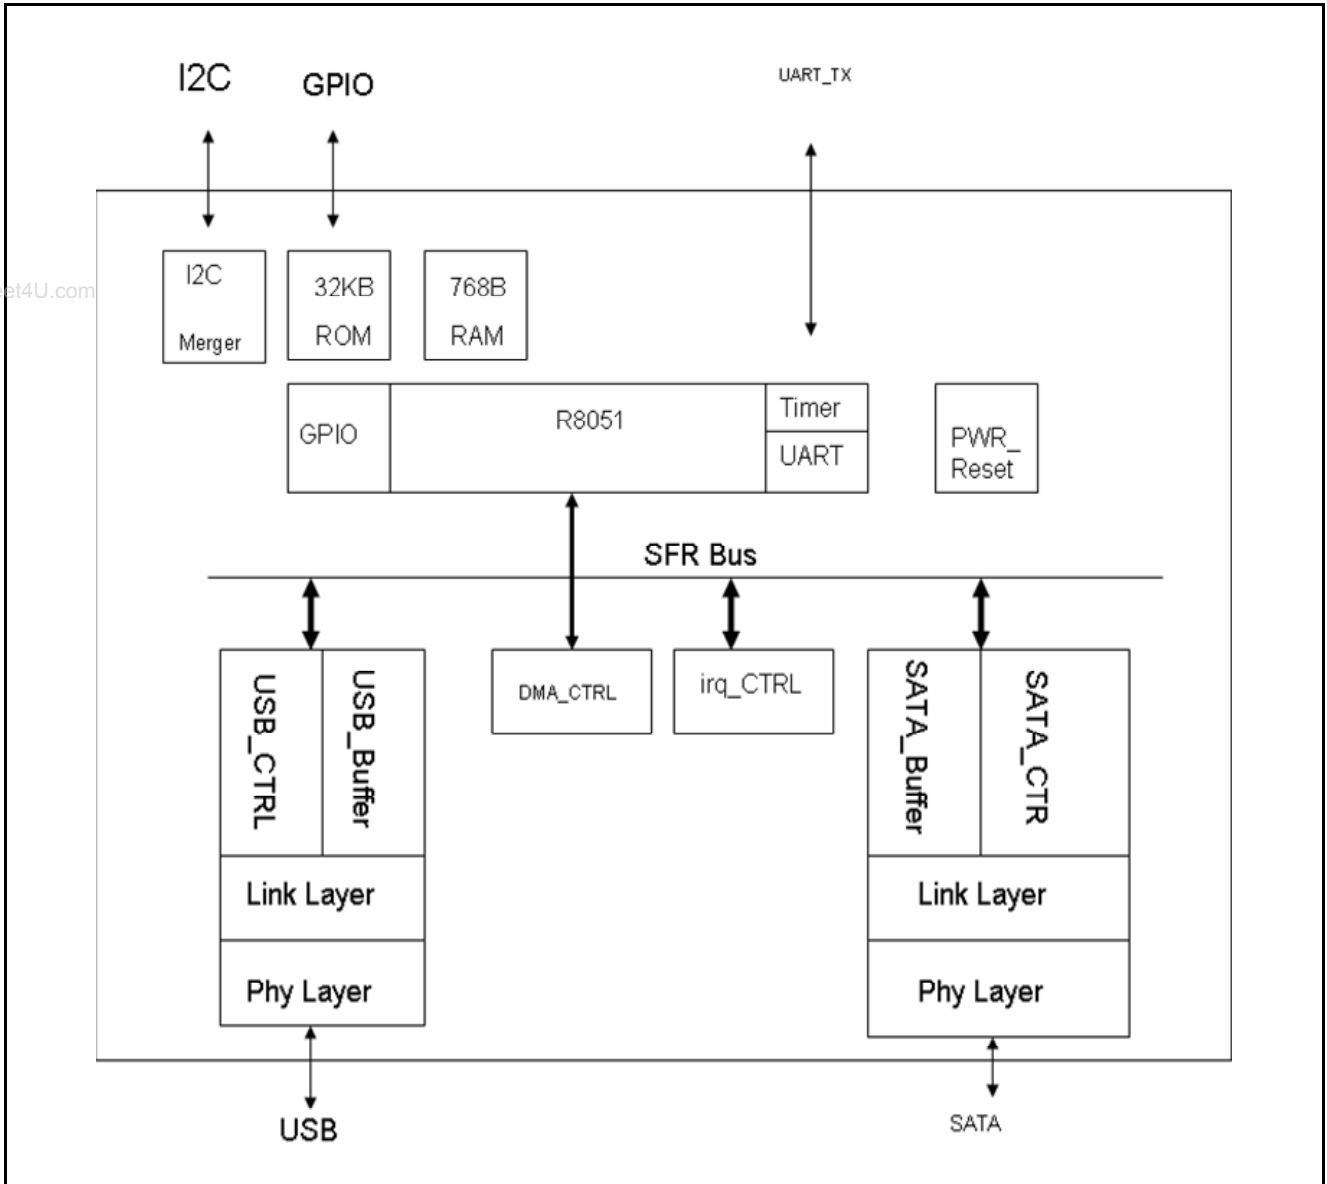 I2C
GPIO
UART_TX
I2C
Merger
32KB
ROM
768B
RAM
et4U.com
GPIO
R8051
Timer
UART
PWR_
Reset
SFR Bus
USB_CTRL
USB_Buffer
DMA_CTRL
irq_CTRL
SATA_Buffer
SATA_CTR
Link Layer
Phy Layer
Link Layer
Phy Layer
USB
SATA